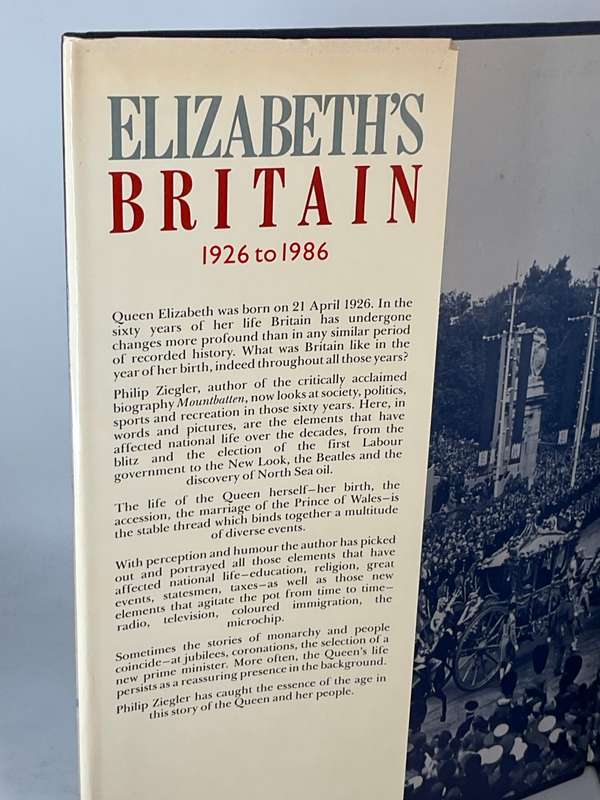 ELIZABETH'S
BRITAIN
1926 to 1986
Queen Elizabeth was born on 21 April 1926. In the
sixty years of her life Britain has undergone
changes more profound than in any similar period
of recorded history. What was Britain like in the
year of her birth, indeed throughout all those years?
Philip Ziegler, author of the critically acclaimed
biography Mountbatten, now looks at society, politics,
sports and recreation in those sixty years. Here, in
words and pictures, are the elements that have
affected national life over the decades, from the
blitz and the election of the first Labour
government to the New Look, the Beatles and the
discovery of North Sea oil.
The life of the Queen herself—her birth, the
accession, the marriage of the Prince of Wales—is
the stable thread which binds together a multitude
of diverse events.
With perception and humour the author has picked
out and portrayed all those elements that have
affected national life—education, religion, great
events, statesmen, taxes—as well as those new
elements that agitate the pot from time to time—
radio, television, coloured immigration, the
microchip.
Sometimes the stories of monarchy and people
coincide—at jubilees, coronations, the selection of a
new prime minister. More often, the Queen's life
persists as a reassuring presence in the background.
Philip Ziegler has caught the essence of the age in
this story of the Queen and her people.